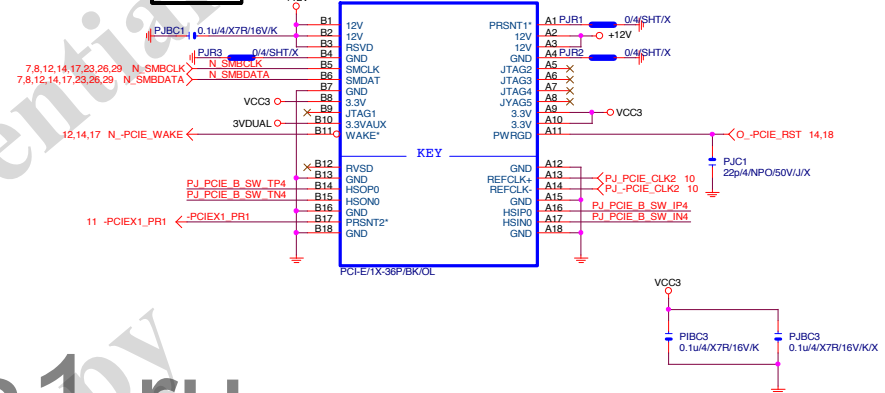 B1 12V PRSNT1* A1 PJR1 0/4/SHT/X
PJBC1 0.1u/4/X7R/16V/K B2 12V 12V A2 +12V
B3 RSVD 12V A3
PJR3 0/4/SHT/X B4 GND GND A4 PJR2 0/4/SHT/X
7,8,12,14,17,23,26,29 N_SMBCLK N_SMBCLK B5 SMCLK JTAG2 A5
7,8,12,14,17,23,26,29 N_SMBDATA N_SMBDATA B6 SMDAT JTAG3 A6
B7 GND JTAG4 A7
VCC3 B8 3.3V JYAG5 A8
B9 JTAG1 3.3V A9 VCC3
3VDUAL B10 3.3VAUX 3.3V A10
12,14,17 N_-PCIE_WAKE B11 WAKE* PWRGD A11 O_-PCIE_RST 14,18
KEY
PJC1
22p/4/NPO/50V/J/X
B12 RVSD GND A12
B13 GND REFCLK+ A13 PJ_PCIE_CLK2 10
PJ_PCIE_B_SW_TP4 B14 HSOP0 REFCLK- A14 PJ_-PCIE_CLK2 10
PJ_PCIE_B_SW_TN4 B15 HSON0 GND A15
B16 GND HSIP0 A16 PJ_PCIE_B_SW_IP4
11 -PCIEX1_PR1 -PCIEX1_PR1 B17 PRSNT2* HSIN0 A17 PJ_PCIE_B_SW_IN4
B18 GND GND A18
PCI-E/1X-36P/BK/OL
VCC3
PIBC3
0.1u/4/X7R/16V/K
PJBC3
0.1u/4/X7R/16V/K/X